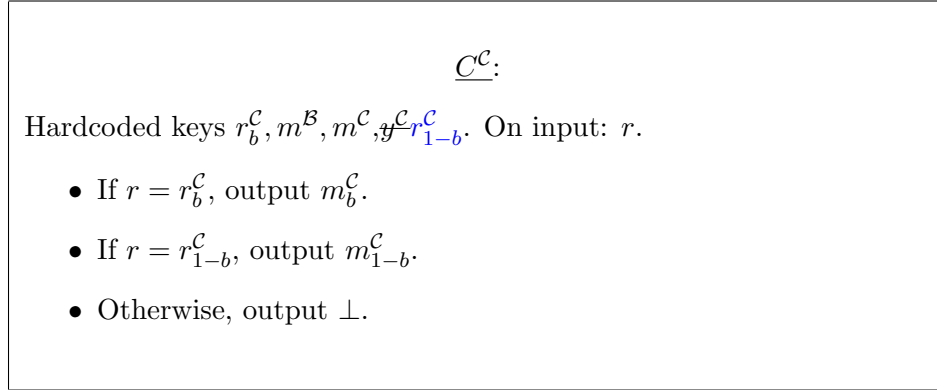 C^𝒞:
Hardcoded keys r_b^𝒞, m^ℬ, m^𝒞, y^𝒞 r_{1−b}^𝒞. On input: r.
• If r = r_b^𝒞, output m_b^𝒞.
• If r = r_{1−b}^𝒞, output m_{1−b}^𝒞.
• Otherwise, output ⊥.